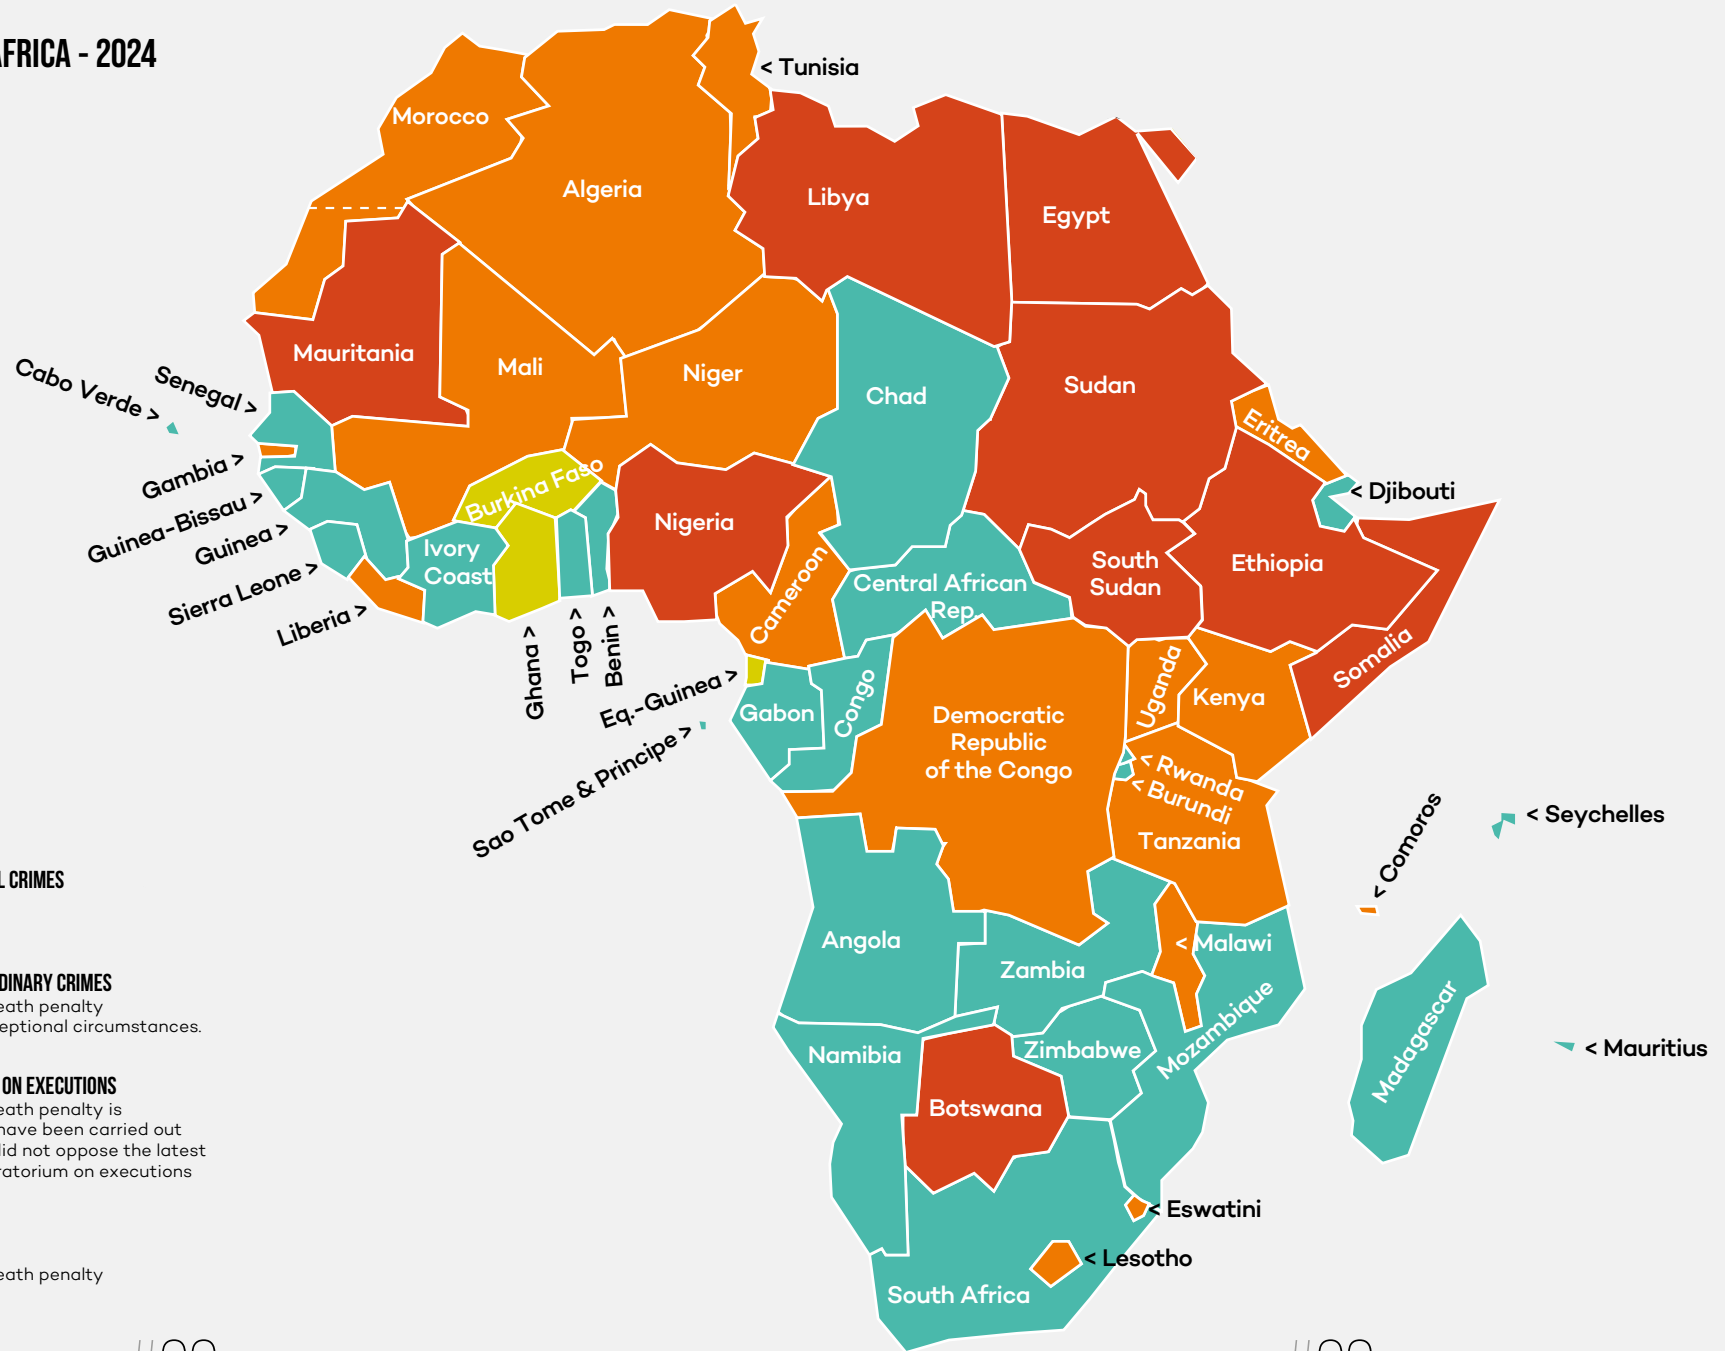 AFRICA - 2024
< Tunisia
Morocco
Algeria
Libya
Egypt
Mauritania
Mali
Niger
Chad
Sudan
Eritrea
Cabo Verde >
Senegal >
Gambia >
Guinea-Bissau >
Guinea >
Sierra Leone >
Liberia >
Burkina Faso
Nigeria
< Djibouti
Ivory
Coast
Cameroon
Central African
Rep.
South
Sudan
Ethiopia
Somalia
Ghana >
Togo >
Benin >
Eq.-Guinea >
Sao Tome & Principe >
Gabon
Congo
Democratic
Republic
of the Congo
Uganda
Kenya
< Rwanda
< Burundi
Tanzania
< Comoros
< Seychelles
L CRIMES
Angola
Zambia
< Malawi
Mozambique
Madagascar
DINARY CRIMES
eath penalty
eptional circumstances.
Namibia
Zimbabwe
< Mauritius
Botswana
ON EXECUTIONS
eath penalty is
have been carried out
did not oppose the latest
ratorium on executions
< Eswatini
< Lesotho
South Africa
eath penalty